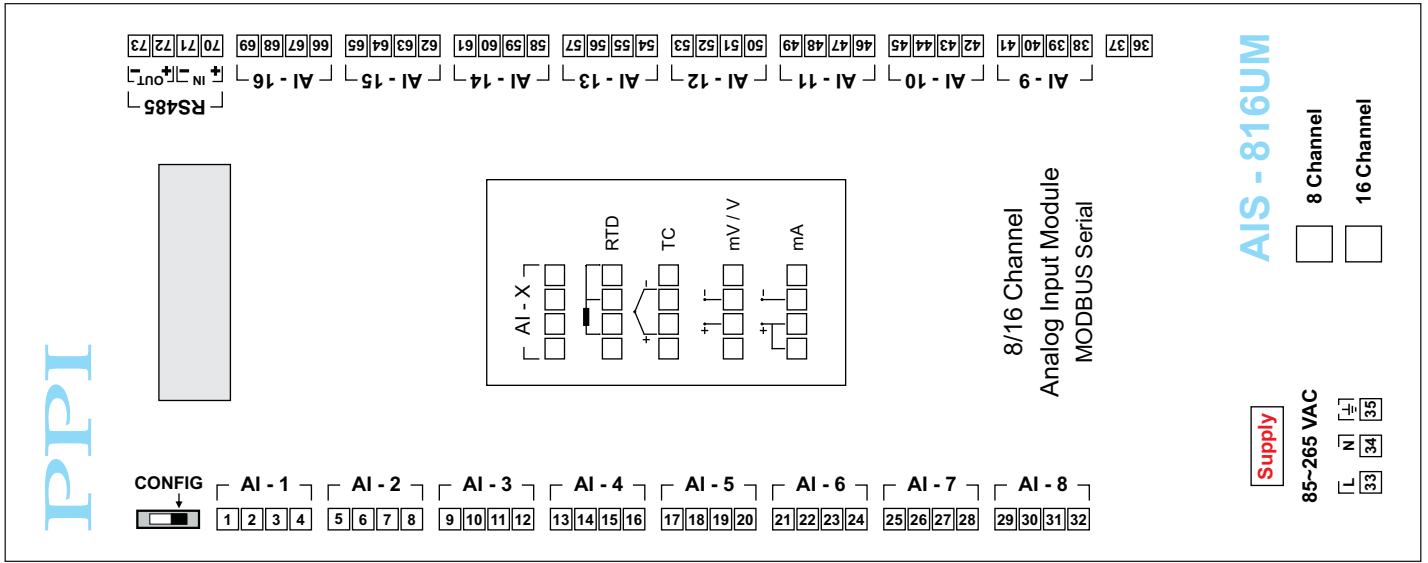 73 72 71 70 69 68 67 66 65 64 63 62 61 60 59 58 57 56 55 54 53 52 51 50 49 48 47 46 45 44 43 42 41 40 39 38 37 36
- OUT + - IN +
RS485
AI - 16
AI - 15
AI - 14
AI - 13
AI - 12
AI - 11
AI - 10
AI - 9
PPI
AI - X
RTD
+ - TC
+ - mV / V
+ - mA
8/16 Channel
Analog Input Module
MODBUS Serial
AIS - 816UM
8 Channel
16 Channel
Supply
85~265 VAC
L N
33 34 35
CONFIG
AI - 1
AI - 2
AI - 3
AI - 4
AI - 5
AI - 6
AI - 7
AI - 8
1 2 3 4 5 6 7 8 9 10 11 12 13 14 15 16 17 18 19 20 21 22 23 24 25 26 27 28 29 30 31 32